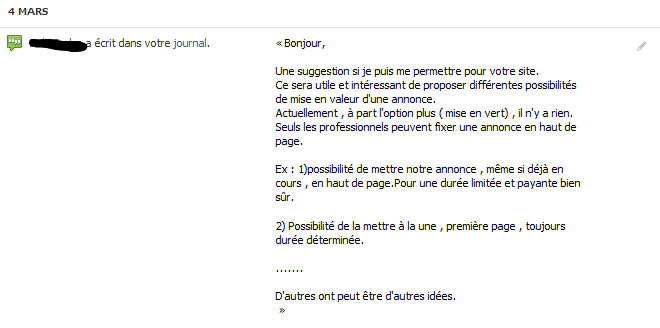 4 MARS
a écrit dans votre journal.
« Bonjour,
Une suggestion si je puis me permettre pour votre site.
Ce sera utile et intéressant de proposer différentes possibilités
de mise en valeur d'une annonce.
Actuellement , à part l'option plus ( mise en vert) , il n'y a rien.
Seuls les professionnels peuvent fixer une annonce en haut de
page.
Ex : 1)possibilité de mettre notre annonce , même si déjà en
cours , en haut de page.Pour une durée limitée et payante bien
sûr.
2) Possibilité de la mettre à la une , première page , toujours
durée déterminée.
.......
D'autres ont peut être d'autres idées.
»